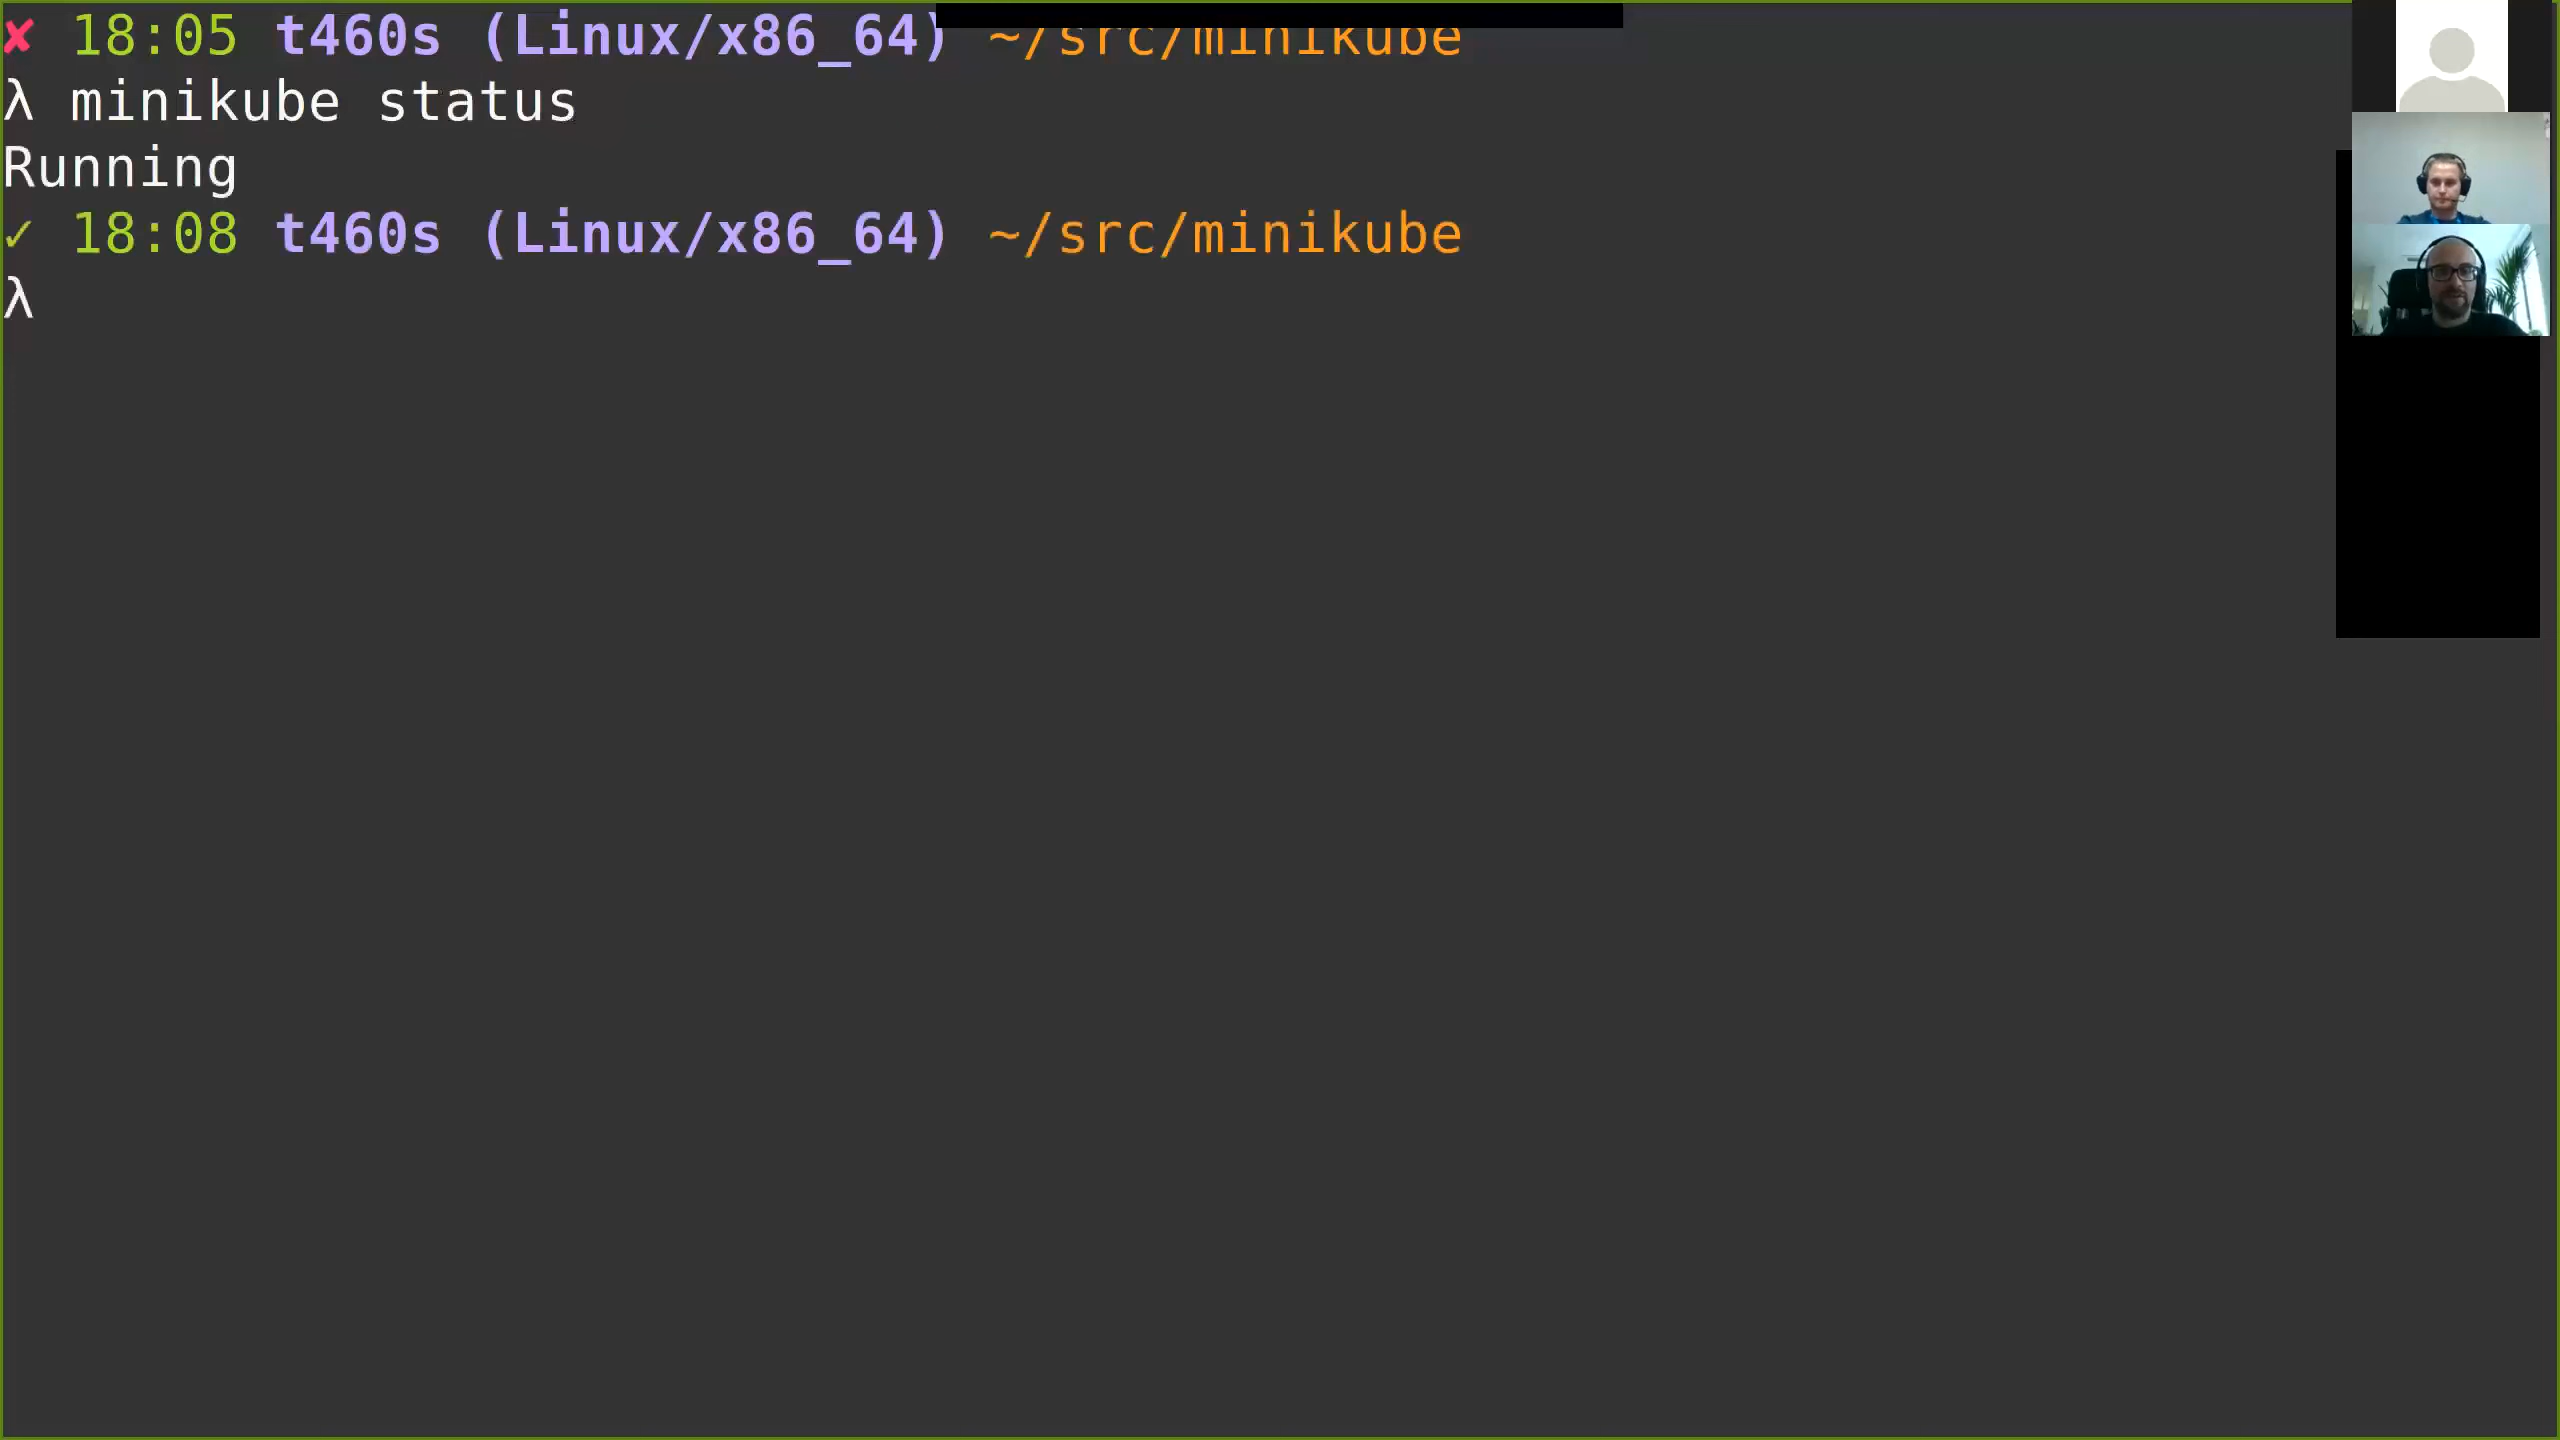 ✘ 18:05 t460s (Linux/x86_64) ~/src/minikube
λ minikube status
Running
✓ 18:08 t460s (Linux/x86_64) ~/src/minikube
λ